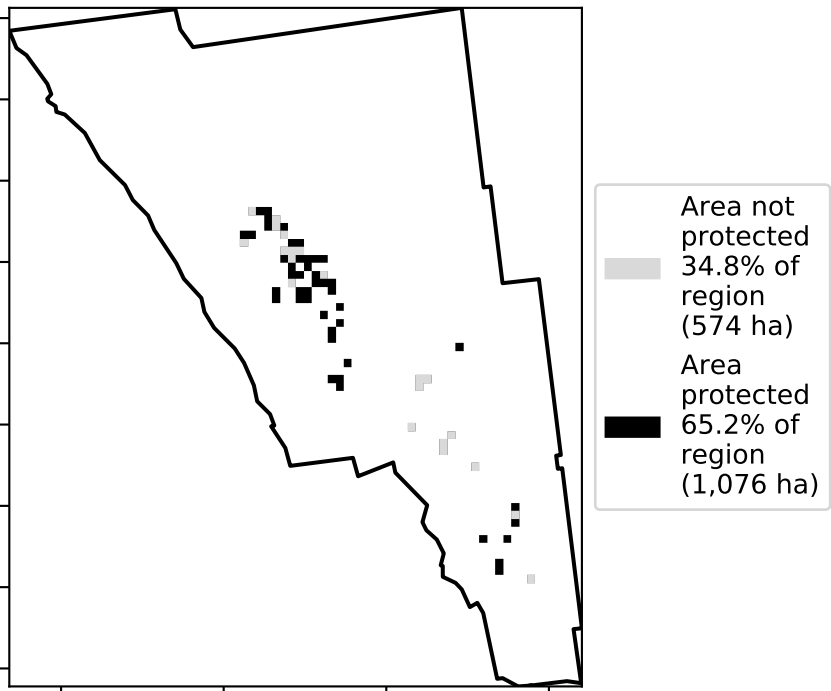 Area not
protected
34.8% of
region
(574 ha)
Area
protected
65.2% of
region
(1,076 ha)